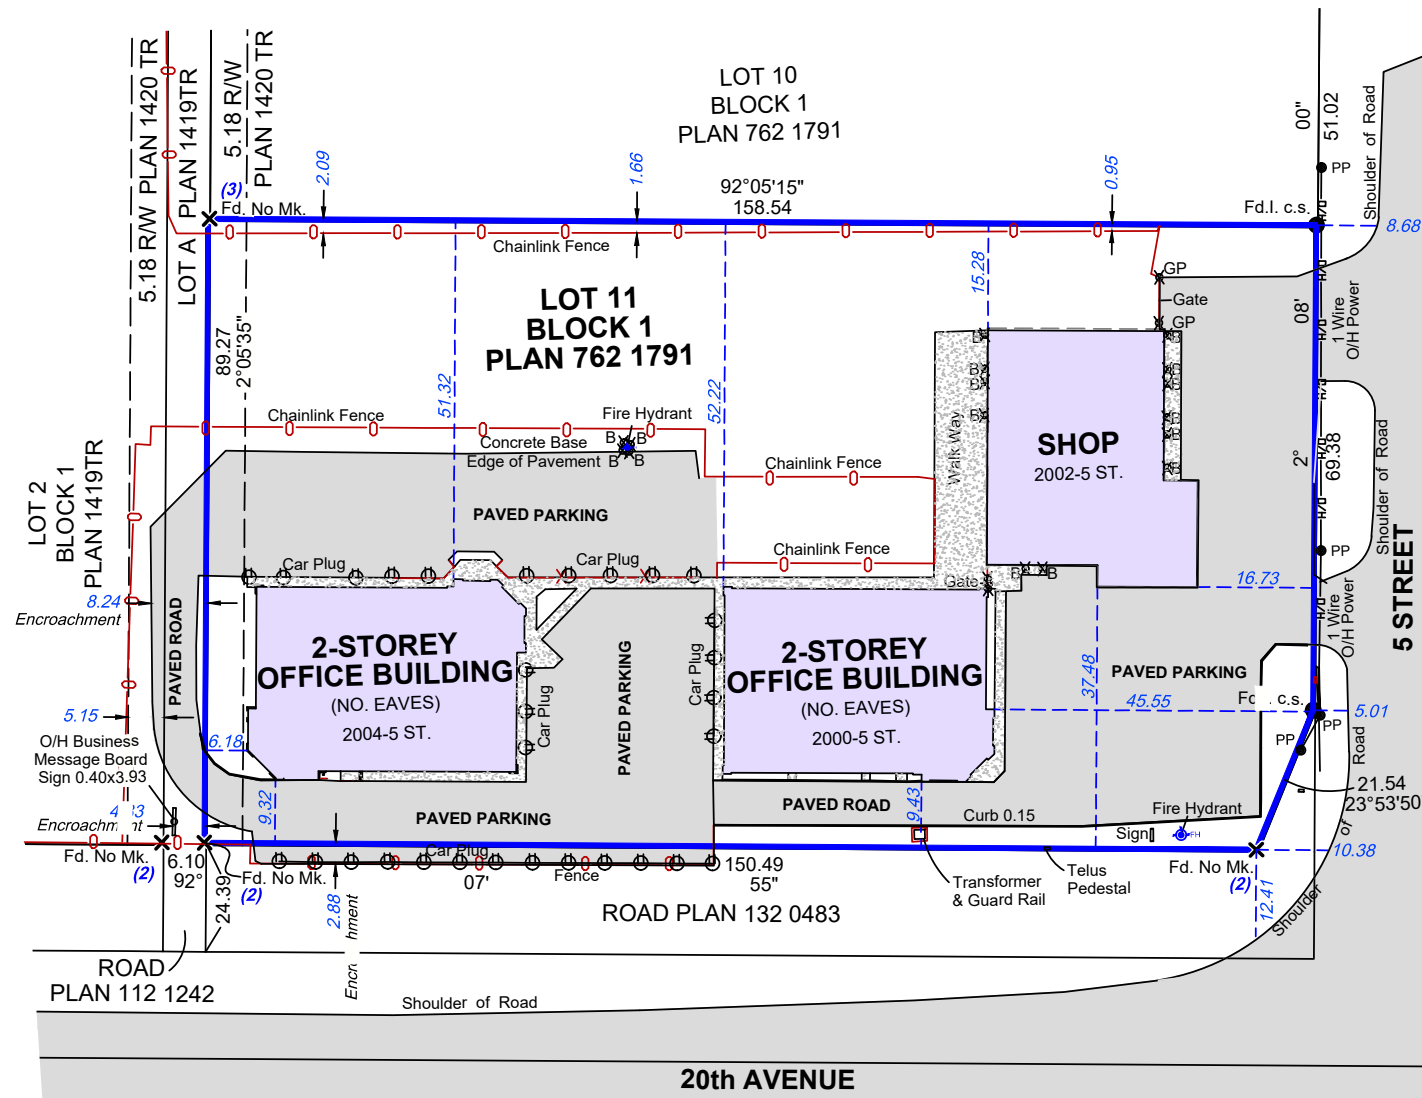 LOT 10
BLOCK 1
PLAN 762 1791
5.18 R/W PLAN 1420 TR
LOT A PLAN 1419TR
5.18 R/W
PLAN 1420 TR
(3)
Fd. No Mk.
2.09
1.66
92°05'15"
158.54
0.95
Fd.I. c.s.
00"
51.02
PP
Shoulder of Road
8.68
Chainlink Fence
LOT 11
BLOCK 1
PLAN 762 1791
15.28
GP
Gate
GP
08'
1 Wire
O/H Power
89.27
2°05'35"
51.32
52.22
Chainlink Fence
Fire Hydrant
Concrete Base
Edge of Pavement
B
B
B
B
Chainlink Fence
Walk Way
SHOP
2002-5 ST.
2°
69.38
Shoulder of Road
5 STREET
LOT 2
BLOCK 1
PLAN 1419TR
PAVED PARKING
Car Plug
Car Plug
Chainlink Fence
Gate
B
B
PP
16.73
1 Wire
O/H Power
8.24
Encroachment
PAVED ROAD
2-STOREY
OFFICE BUILDING
(NO. EAVES)
2004-5 ST.
Car Plug
PAVED PARKING
Car Plug
2-STOREY
OFFICE BUILDING
(NO. EAVES)
2000-5 ST.
37.48
PAVED PARKING
45.55
c.s.
5.01
PP
PP
Road
5.15
O/H Business
Message Board
Sign 0.40x3.93
6.18
9.32
PAVED PARKING
PAVED ROAD
9.43
Curb 0.15
Sign
Fire Hydrant
FH
21.54
23°53'50
of
Fd. No Mk.
(2)
6.10
92°
24.39
Fd. No Mk.
(2)
Car Plug
07'
Fence
150.49
55"
2.88
Transformer
& Guard Rail
Telus
Pedestal
Fd. No Mk.
(2)
10.38
12.41
Shoulder
ROAD PLAN 132 0483
ROAD
PLAN 112 1242
Shoulder of Road
20th AVENUE